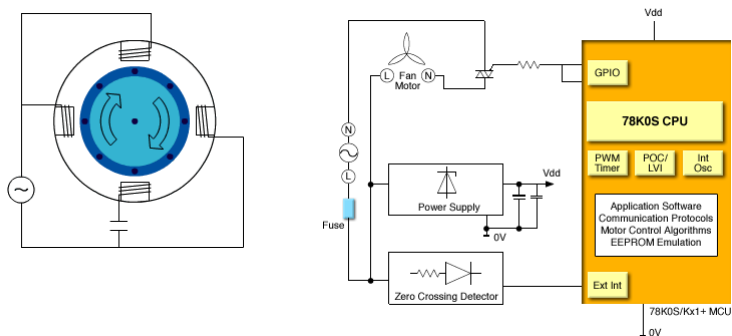 Vdd
L
Fan
Motor
N
GPIO
78K0S CPU
PWM
Timer
POC/
LVI
Int
Osc
N
L
Fuse
Vdd
Power Supply
0V
Application Software
Communication Protocols
Motor Control Algorithms
EEPROM Emulation
Zero Crossing Detector
Ext Int
78K0S/Kx1+ MCU
0V